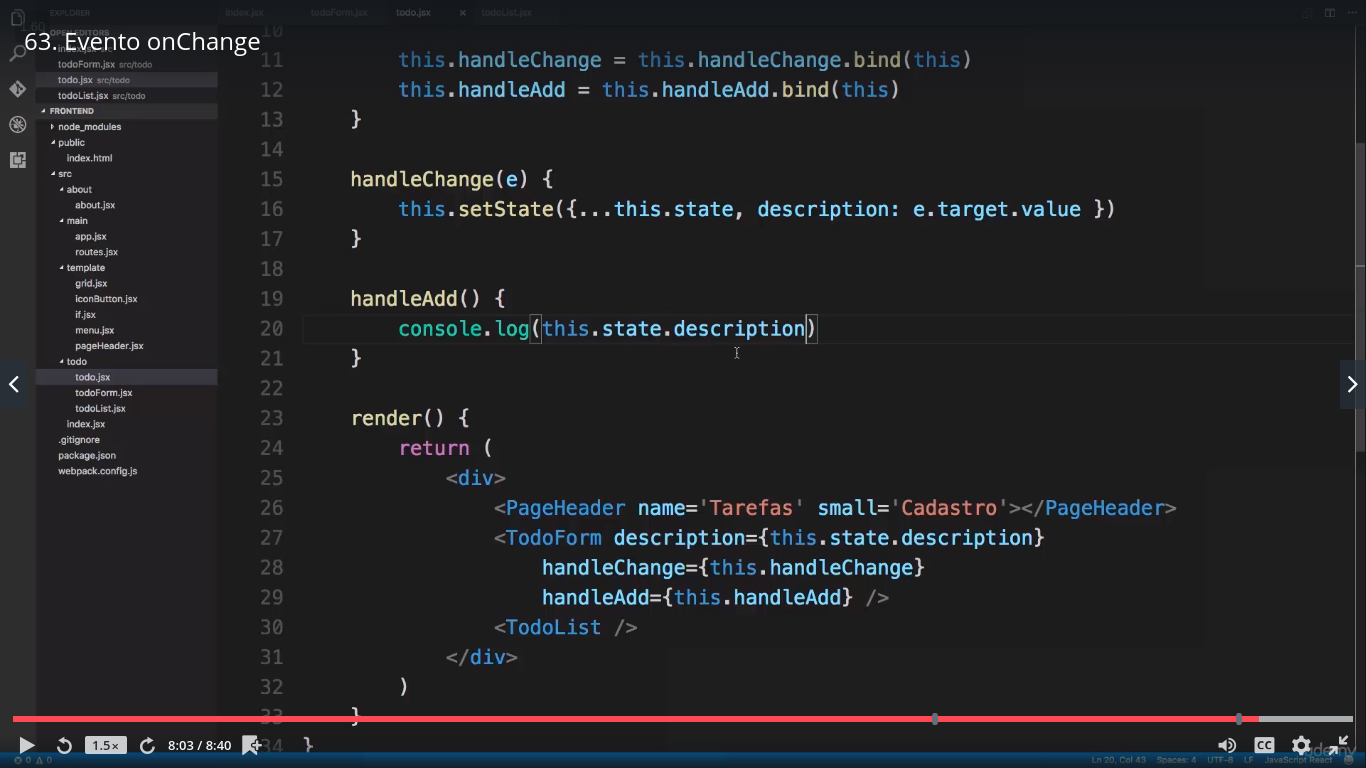 EXPLORER
index.jsx
todoForm.jsx
todo.jsx
todoList.jsx
63. Evento onChange
OPEN EDITORS
todoForm.jsx src/todo
todo.jsx src/todo
todoList.jsx src/todo
FRONTEND
node_modules
public
index.html
src
about
about.jsx
main
app.jsx
routes.jsx
template
grid.jsx
iconButton.jsx
if.jsx
menu.jsx
pageHeader.jsx
todo
todo.jsx
todoForm.jsx
todoList.jsx
index.jsx
.gitignore
package.json
webpack.config.js
10
11 this.handleChange = this.handleChange.bind(this)
12 this.handleAdd = this.handleAdd.bind(this)
13 }
14
15 handleChange(e) {
16 this.setState({...this.state, description: e.target.value })
17 }
18
19 handleAdd() {
20 console.log(this.state.description)
21 }
22
23 render() {
24 return (
25 <div>
26 <PageHeader name='Tarefas' small='Cadastro'></PageHeader>
27 <TodoForm description={this.state.description}
28 handleChange={this.handleChange}
29 handleAdd={this.handleAdd} />
30 <TodoList />
31 </div>
32 )
33 }
34 }
1.5×
8:03 / 8:40
CC
udemy
0 0
Ln 20, Col 43 Spaces: 4 UTF-8 LF JavaScript React